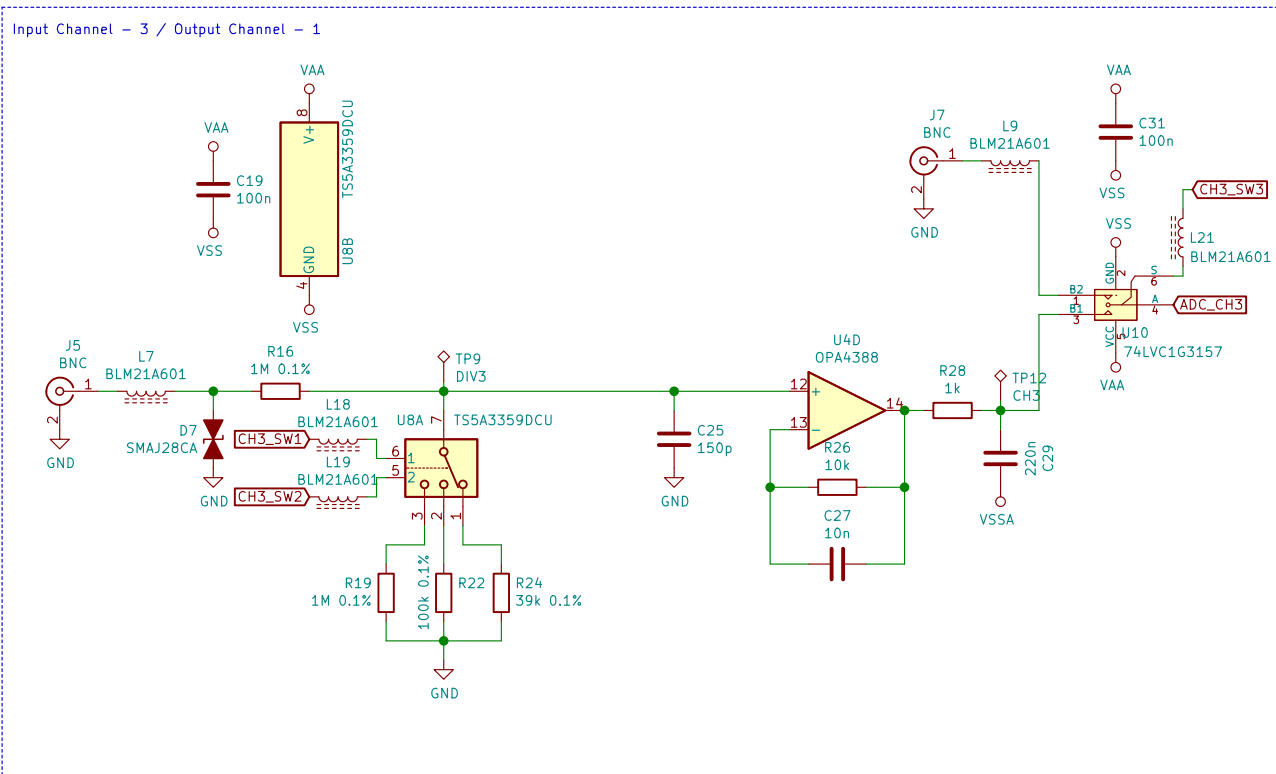 Input Channel - 3 / Output Channel - 1
VAA
8
V+
TS5A3359DCU
U8B
GND
4
VSS
VAA
C19
100n
VSS
J7
BNC
1
2
GND
L9
BLM21A601
VAA
C31
100n
VSS
CH3_SW3
L21
BLM21A601
VSS
GND
2
S
6
B2
1
B1
3
A
4
ADC_CH3
VCC
5
U10
74LVC1G3157
VAA
J5
BNC
1
2
GND
L7
BLM21A601
D7
SMAJ28CA
GND
R16
1M 0.1%
TP9
DIV3
L18
BLM21A601
CH3_SW1
L19
BLM21A601
CH3_SW2
U8A
TS5A3359DCU
7
6
1
5
2
3
2
1
R19
1M 0.1%
100k 0.1%
R22
R24
39k 0.1%
GND
C25
150p
GND
U4D
OPA4388
12
+
13
−
14
R26
10k
C27
10n
R28
1k
TP12
CH3
220n
C29
VSSA